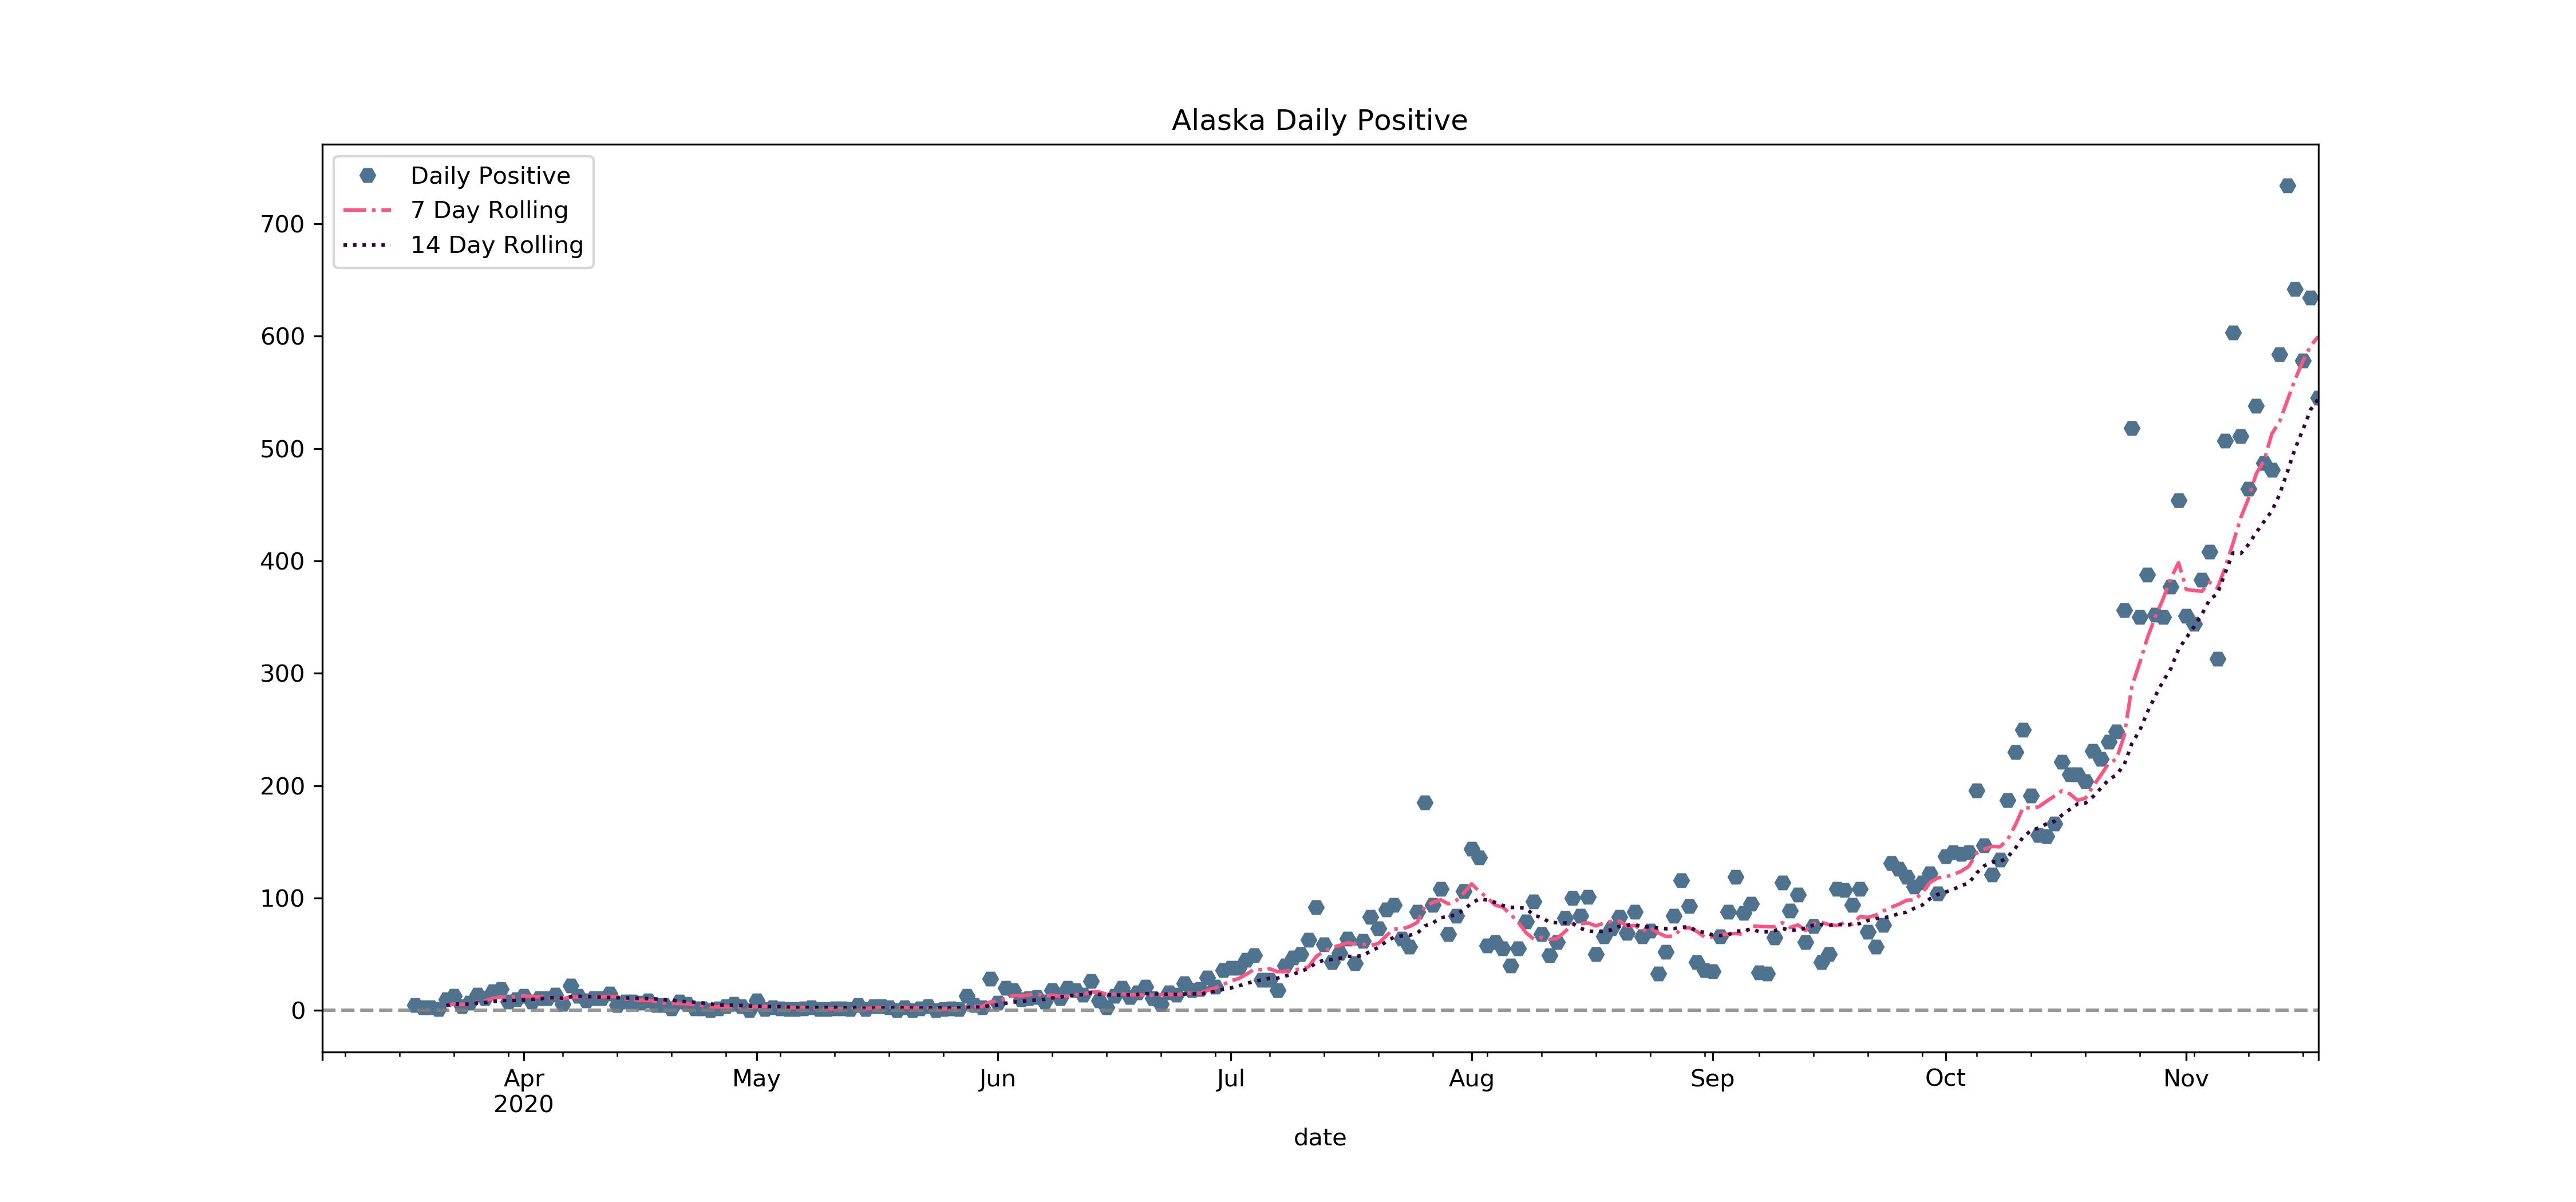 Alaska Daily Positive
Daily Positive
7 Day Rolling
14 Day Rolling
700
600
500
400
300
200
100
0
Apr May Jun Jul Aug Sep Oct Nov
2020
date